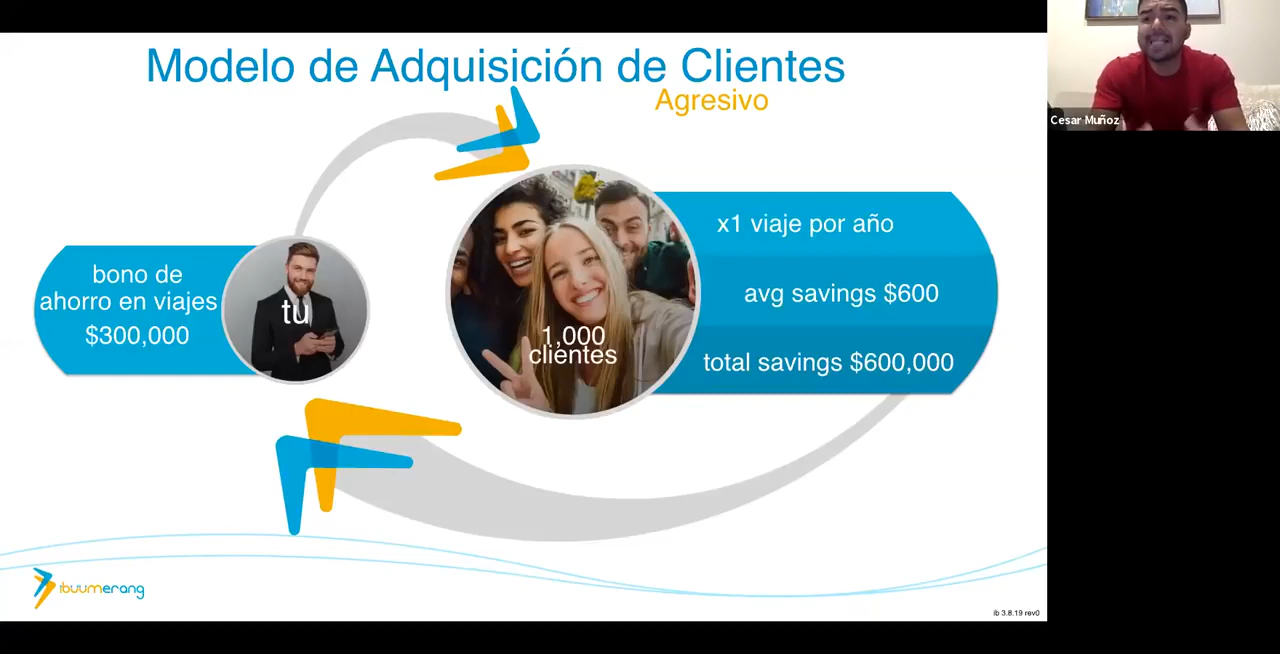 Modelo de Adquisición de Clientes
Agresivo
Cesar Muñoz
bono de
ahorro en viajes
$300,000
tu
1,000
clientes
x1 viaje por año
avg savings $600
total savings $600,000
ibuumerang
ib 3.8.19 rev0